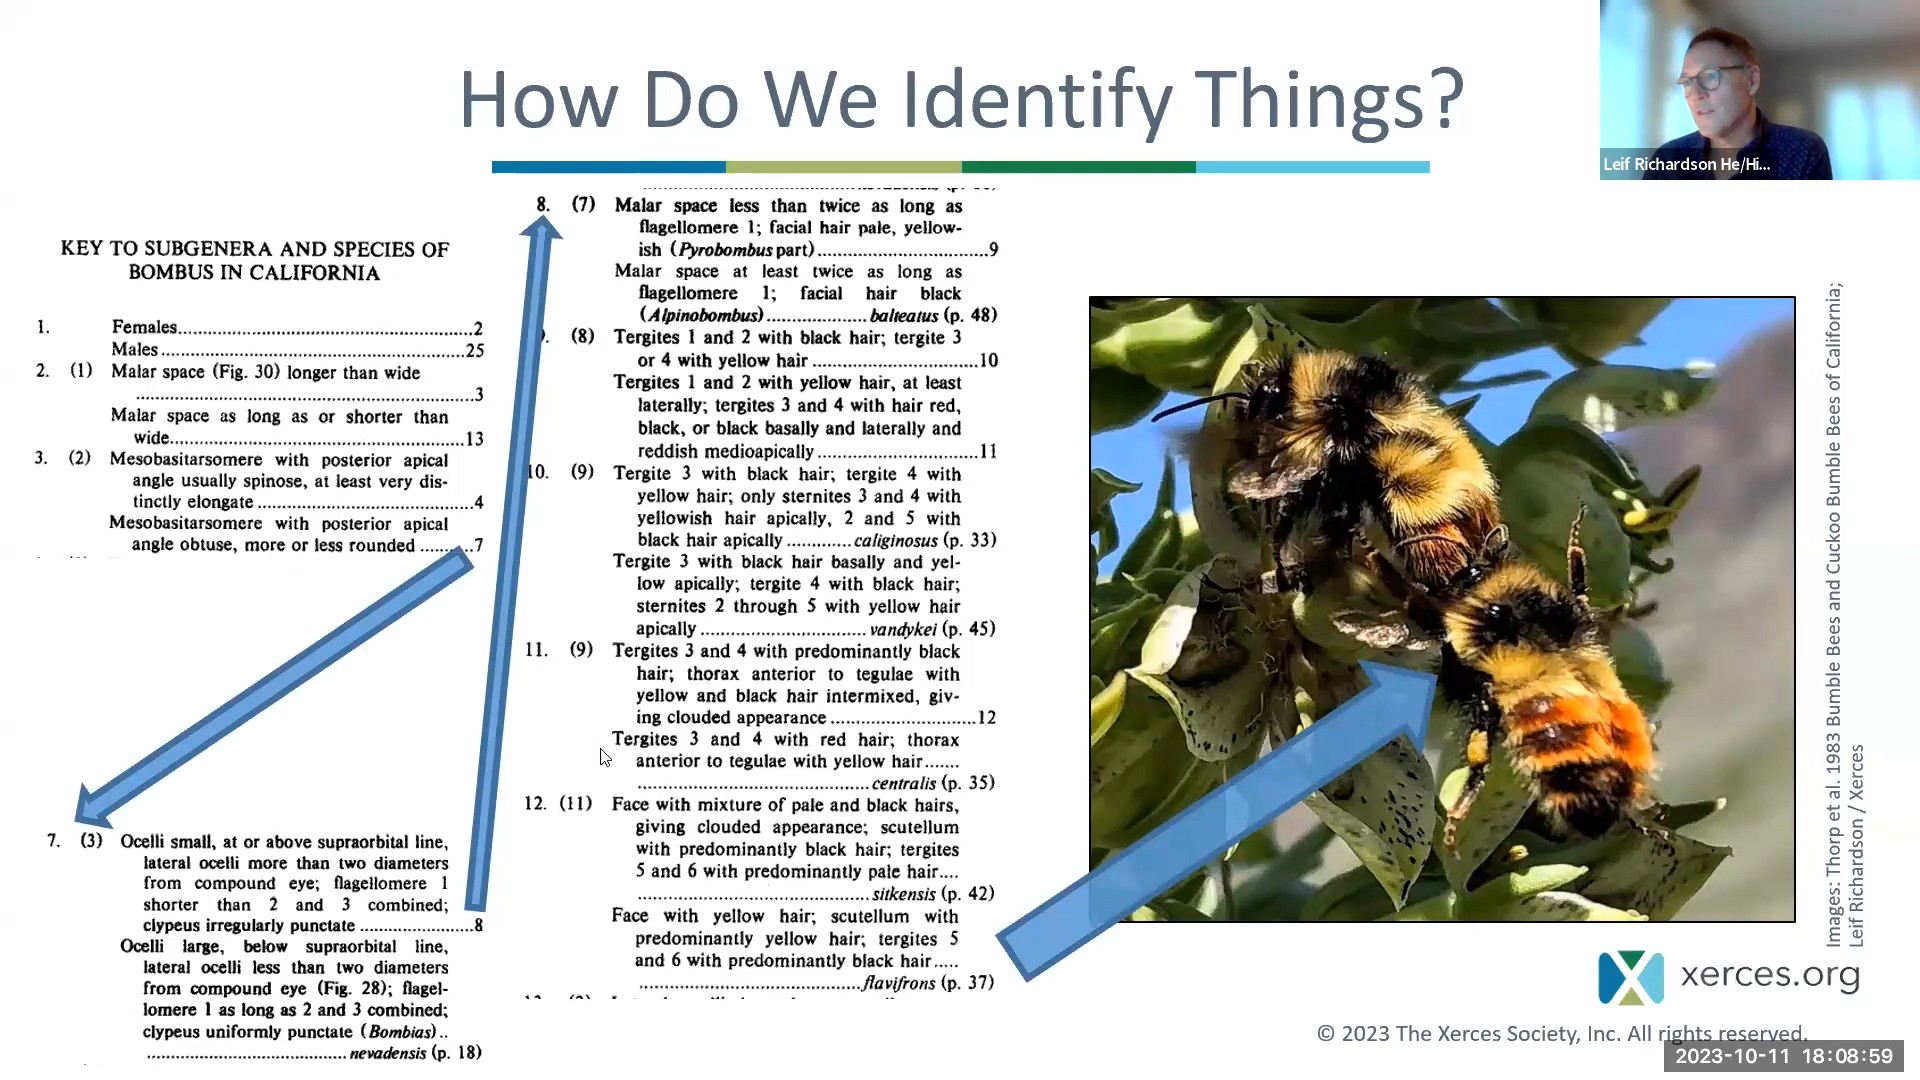 How Do We Identify Things?
Leif Richardson He/Hi...
KEY TO SUBGENERA AND SPECIES OF
BOMBUS IN CALIFORNIA
1. Females..........2
Males..........25
2. (1) Malar space (Fig. 30) longer than wide
..........3
Malar space as long as or shorter than
wide..........13
3. (2) Mesobasitarsomere with posterior apical
angle usually spinose, at least very dis-
tinctly elongate..........4
Mesobasitarsomere with posterior apical
angle obtuse, more or less rounded..........7
7. (3) Ocelli small, at or above supraorbital line,
lateral ocelli more than two diameters
from compound eye; flagellomere 1
shorter than 2 and 3 combined;
clypeus irregularly punctate..........8
Ocelli large, below supraorbital line,
lateral ocelli less than two diameters
from compound eye (Fig. 28); flagel-
lomere 1 as long as 2 and 3 combined;
clypeus uniformly punctate (Bombias)..
..........nevadensis (p. 18)
8. (7) Malar space less than twice as long as
flagellomere 1; facial hair pale, yellow-
ish (Pyrobombus part)..........9
Malar space at least twice as long as
flagellomere 1; facial hair black
(Alpinobombus)..........balteatus (p. 48)
(8) Tergites 1 and 2 with black hair; tergite 3
or 4 with yellow hair..........10
Tergites 1 and 2 with yellow hair, at least
laterally; tergites 3 and 4 with hair red,
black, or black basally and laterally and
reddish medioapically..........11
10. (9) Tergite 3 with black hair; tergite 4 with
yellow hair; only sternites 3 and 4 with
yellowish hair apically, 2 and 5 with
black hair apically..........caliginosus (p. 33)
Tergite 3 with black hair basally and yel-
low apically; tergite 4 with black hair;
sternites 2 through 5 with yellow hair
apically..........vandykei (p. 45)
11. (9) Tergites 3 and 4 with predominantly black
hair; thorax anterior to tegulae with
yellow and black hair intermixed, giv-
ing clouded appearance..........12
Tergites 3 and 4 with red hair; thorax
anterior to tegulae with yellow hair.......
..........centralis (p. 35)
12. (11) Face with mixture of pale and black hairs,
giving clouded appearance; scutellum
with predominantly black hair; tergites
5 and 6 with predominantly pale hair....
..........sitkensis (p. 42)
Face with yellow hair; scutellum with
predominantly yellow hair; tergites 5
and 6 with predominantly black hair.....
..........flavifrons (p. 37)
Images: Thorp et al. 1983 Bumble Bees and Cuckoo Bumble Bees of California;
Leif Richardson / Xerces
xerces.org
© 2023 The Xerces Society, Inc. All rights reserved.
2023-10-11 18:08:59